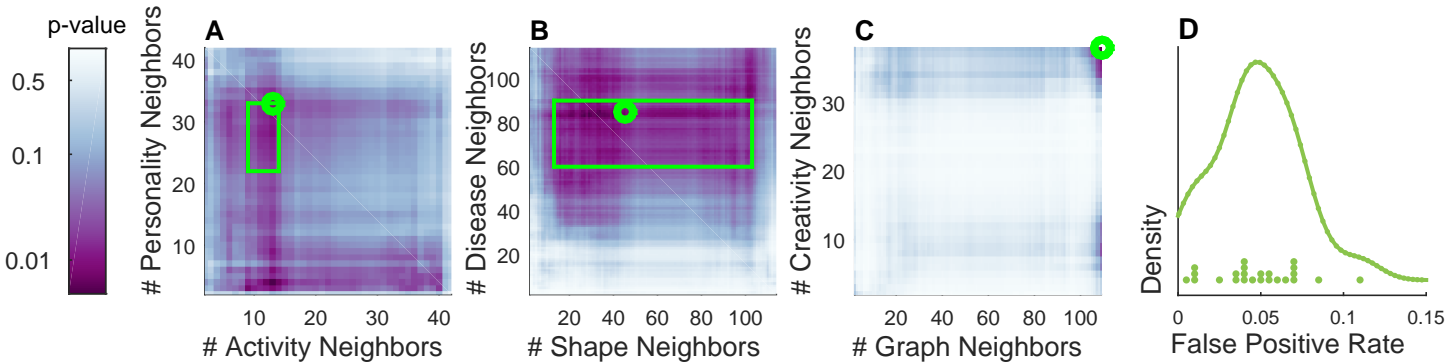 p-value
0.5
0.1
0.01
A
# Personality Neighbors
40
30
20
10
10
20
30
40
# Activity Neighbors
B
# Disease Neighbors
100
80
60
40
20
20
40
60
80
100
# Shape Neighbors
C
# Creativity Neighbors
30
20
10
20
40
60
80
100
# Graph Neighbors
D
Density
0
0.05
0.1
0.15
False Positive Rate